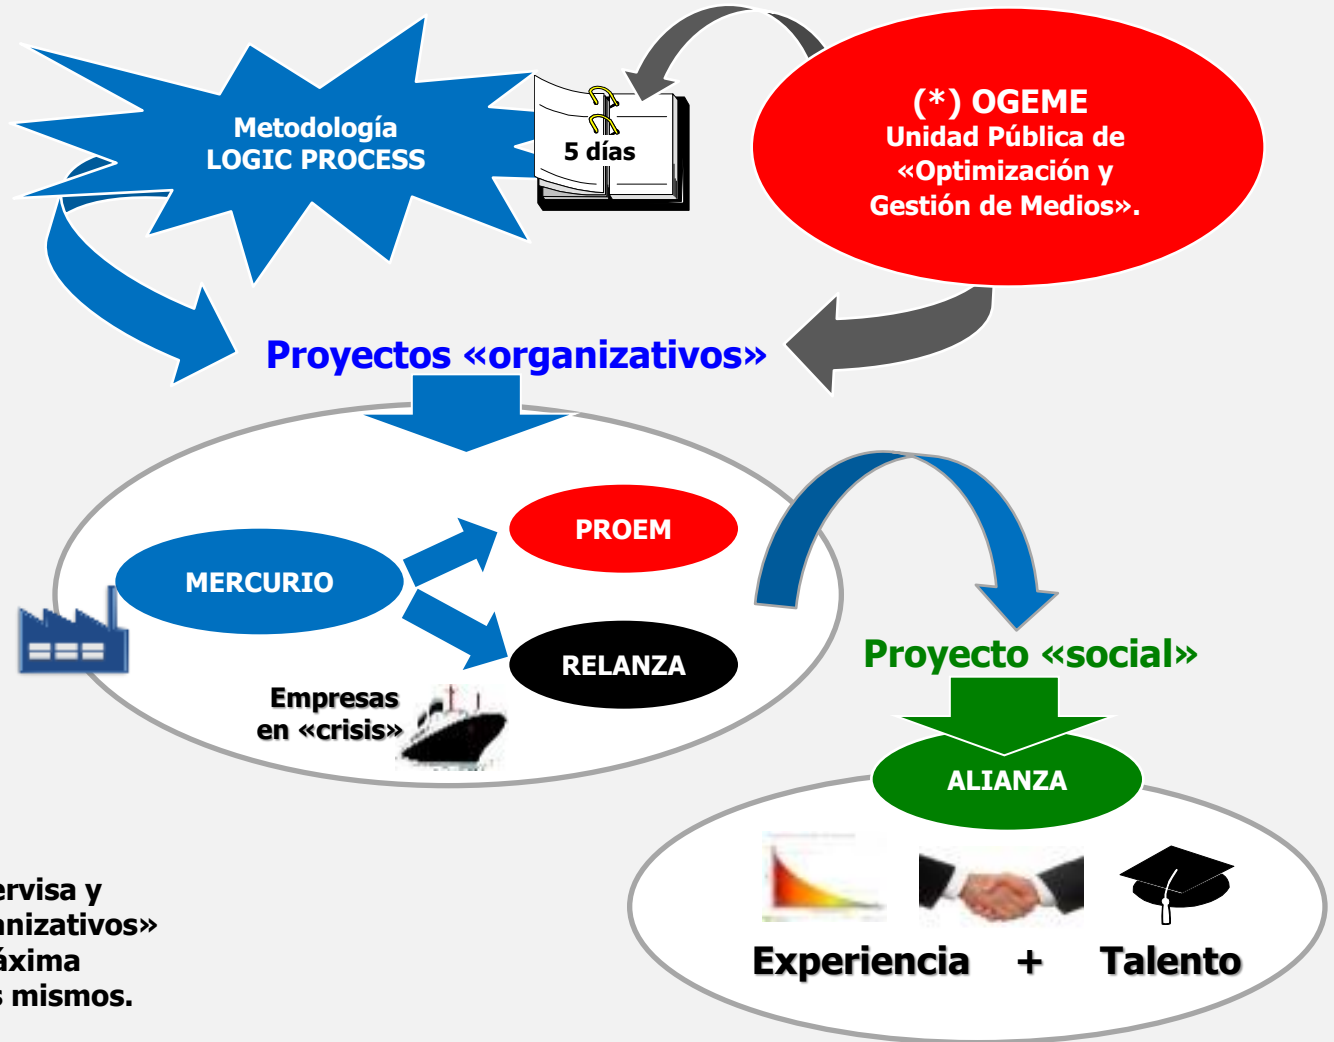 Metodología
LOGIC PROCESS
5 días
(*) OGEME
Unidad Pública de
«Optimización y
Gestión de Medios».
Proyectos «organizativos»
PROEM
MERCURIO
RELANZA
Empresas
en «crisis»
Proyecto «social»
ALIANZA
Experiencia + Talento
ervisa y
anizativos»
áxima
s mismos.